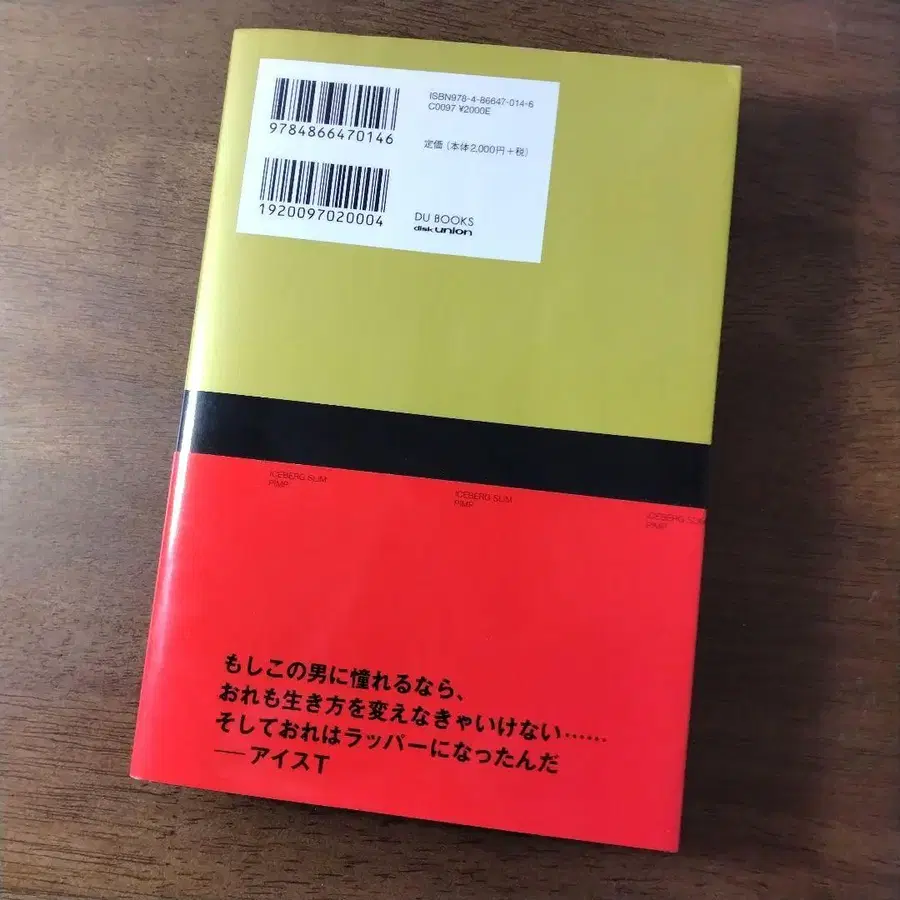 ISBN978-4-86647-014-6
C0097 ¥2000E
9784866470146
定価（本体2,000円+税）
1920097020004
DU BOOKS
disk union
ICEBERG SLIM
PIMP
ICEBERG SLIM
PIMP
ICEBERG SLIM
PIMP
もしこの男に憧れるなら、
おれも生き方を変えなきゃいけない……
そしておれはラッパーになったんだ
──アイスT